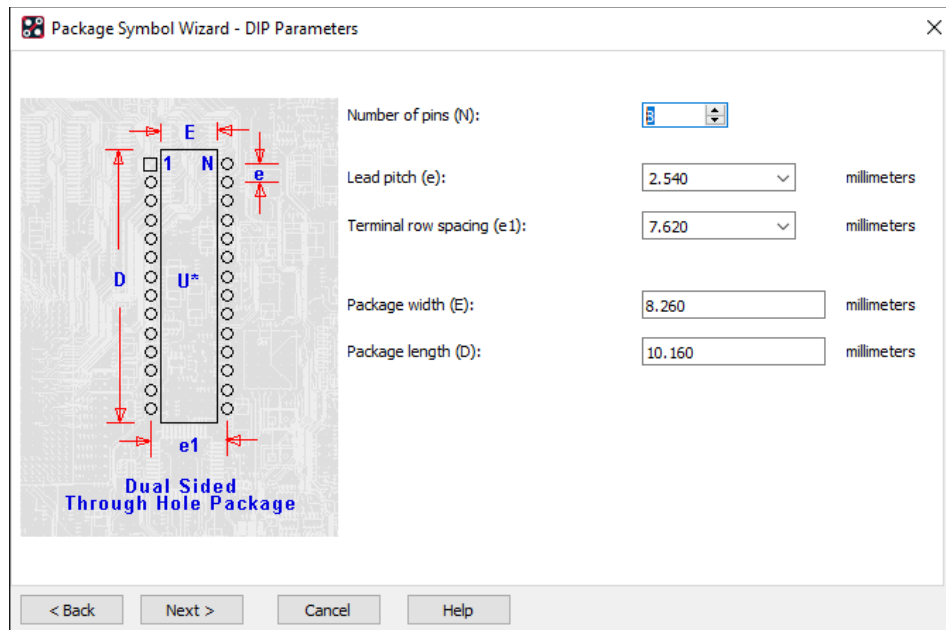 Package Symbol Wizard - DIP Parameters
Number of pins (N):
Lead pitch (e): 2.540 millimeters
Terminal row spacing (e1): 7.620 millimeters
Package width (E): 8.260 millimeters
Package length (D): 10.160 millimeters
E
1 N
e
D
U*
e1
Dual Sided
Through Hole Package
< Back Next > Cancel Help